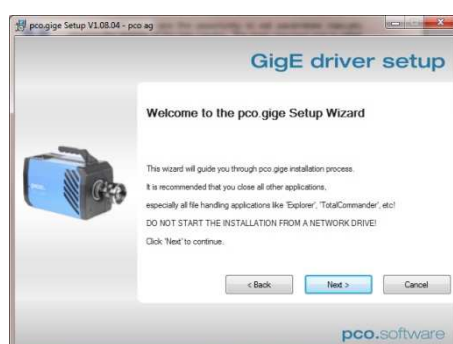 pco.gige Setup V1.08.04 - pco ag
GigE driver setup
Welcome to the pco.gige Setup Wizard
This wizard will guide you through pco.gige installation process.
It is recommended that you close all other applications,
especially all file handling applications like 'Explorer', 'TotalCommander', etc!
DO NOT START THE INSTALLATION FROM A NETWORK DRIVE!
Click 'Next' to continue.
pco.
< Back Next > Cancel
pco.software